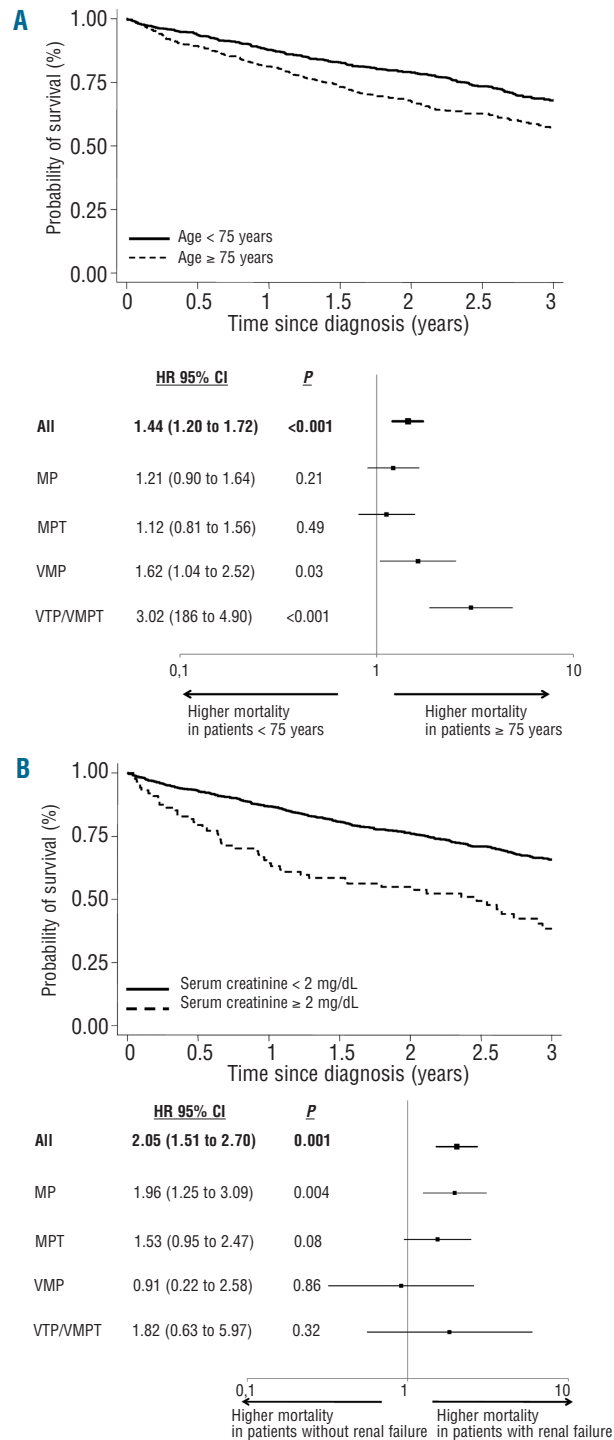 A
Probability of survival (%)
1.00
0.75
0.50
0.25
0.00
Age < 75 years
Age ≥ 75 years
0 0.5 1 1.5 2 2.5 3
Time since diagnosis (years)
HR 95% CI P
All 1.44 (1.20 to 1.72) <0.001
MP 1.21 (0.90 to 1.64) 0.21
MPT 1.12 (0.81 to 1.56) 0.49
VMP 1.62 (1.04 to 2.52) 0.03
VTP/VMPT 3.02 (186 to 4.90) <0.001
0,1 1 10
Higher mortality
in patients < 75 years
Higher mortality
in patients ≥ 75 years
B
Probability of survival (%)
1.00
0.75
0.50
0.25
0.00
Serum creatinine < 2 mg/dL
Serum creatinine ≥ 2 mg/dL
0 0.5 1 1.5 2 2.5 3
Time since diagnosis (years)
HR 95% CI P
All 2.05 (1.51 to 2.70) 0.001
MP 1.96 (1.25 to 3.09) 0.004
MPT 1.53 (0.95 to 2.47) 0.08
VMP 0.91 (0.22 to 2.58) 0.86
VTP/VMPT 1.82 (0.63 to 5.97) 0.32
0,1 1 10
Higher mortality
in patients without renal failure
Higher mortality
in patients with renal failure